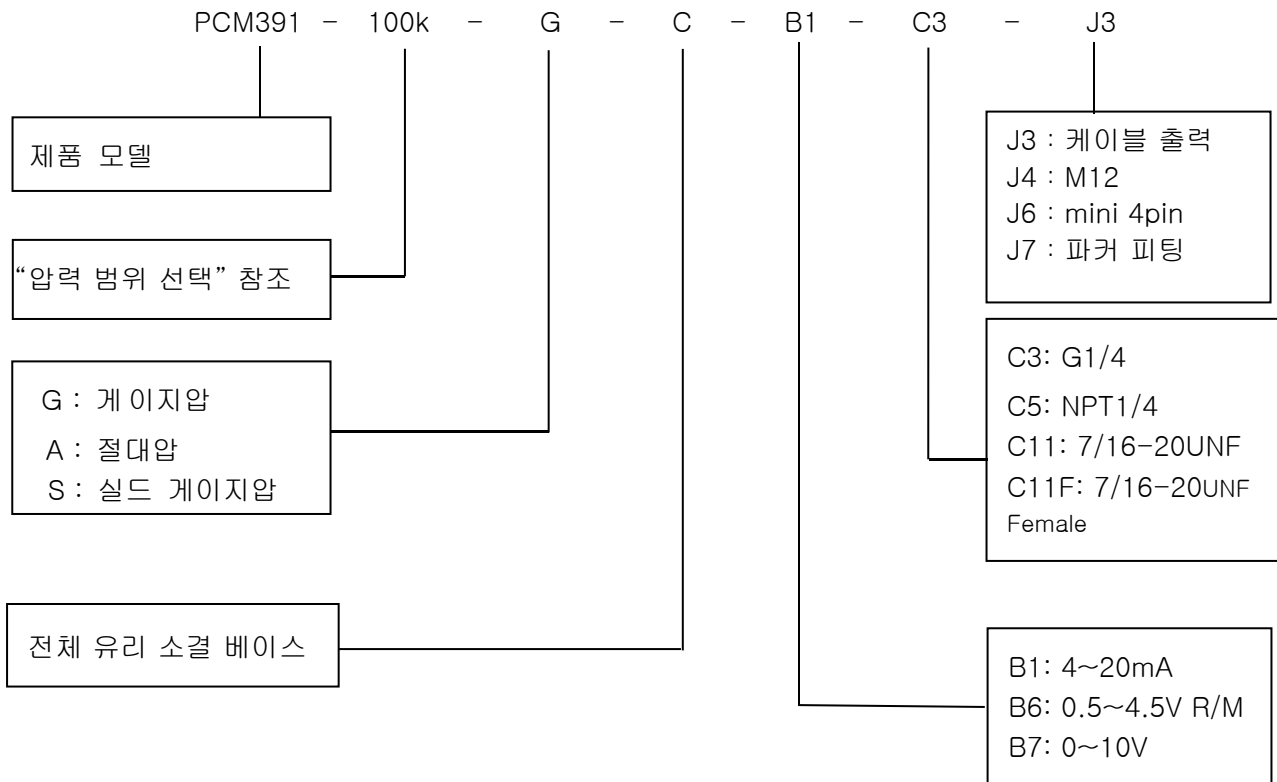 PCM391 - 100k - G - C - B1 - C3 - J3
제품 모델
“압력 범위 선택” 참조
G : 게이지압
A : 절대압
S : 실드 게이지압
전체 유리 소결 베이스
J3 : 케이블 출력
J4 : M12
J6 : mini 4pin
J7 : 파커 피팅
C3: G1/4
C5: NPT1/4
C11: 7/16-20UNF
C11F: 7/16-20UNF
Female
B1: 4~20mA
B6: 0.5~4.5V R/M
B7: 0~10V